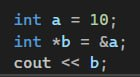 int a = 10;
int *b = &a;
cout << b;